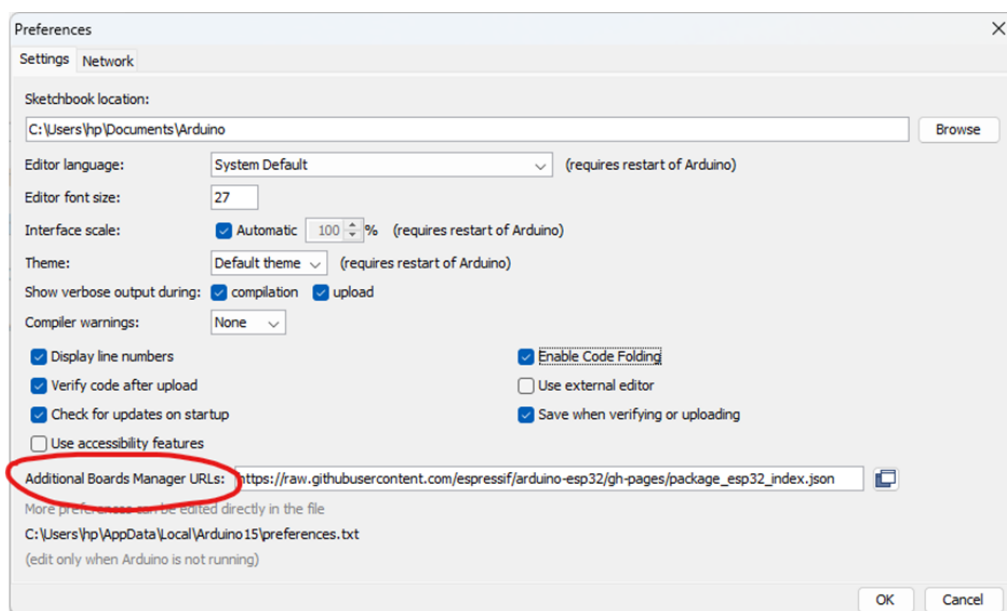 Preferences
Settings Network
Sketchbook location:
C:\Users\hp\Documents\Arduino Browse
Editor language: System Default (requires restart of Arduino)
Editor font size: 27
Interface scale: Automatic 100 % (requires restart of Arduino)
Theme: Default theme (requires restart of Arduino)
Show verbose output during: compilation upload
Compiler warnings: None
Display line numbers Enable Code Folding
Verify code after upload Use external editor
Check for updates on startup Save when verifying or uploading
Use accessibility features
Additional Boards Manager URLs: https://raw.githubusercontent.com/espressif/arduino-esp32/gh-pages/package_esp32_index.json
More preferences can be edited directly in the file
C:\Users\hp\AppData\Local\Arduino15\preferences.txt
(edit only when Arduino is not running)
OK Cancel